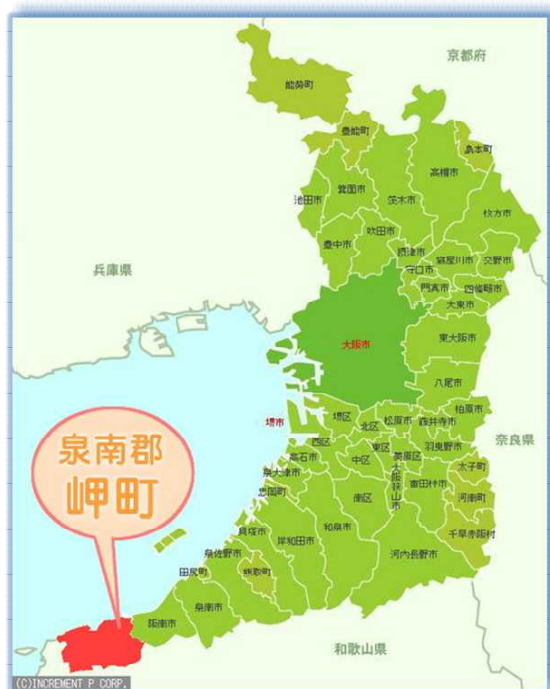 京都府
能勢町
豊能町
島本町
高槻市
池田市
箕面市
茨木市
枚方市
豊中市
吹田市
摂津市
寝屋川市
交野市
守口市
兵庫県
門真市
四條畷市
大東市
大阪市
東大阪市
八尾市
柏原市
堺市
堺区
北区
松原市
藤井寺市
奈良県
西区
東区
美原区
羽曳野市
高石市
中区
太子町
泉大津市
大阪狭山市
富田林市
忠岡町
南区
河南町
泉南郡
岬町
貝塚市
岸和田市
和泉市
千早赤阪村
泉佐野市
河内長野市
田尻町
熊取町
阪南市
泉南市
和歌山県
(C)INCREMENT P CORP.